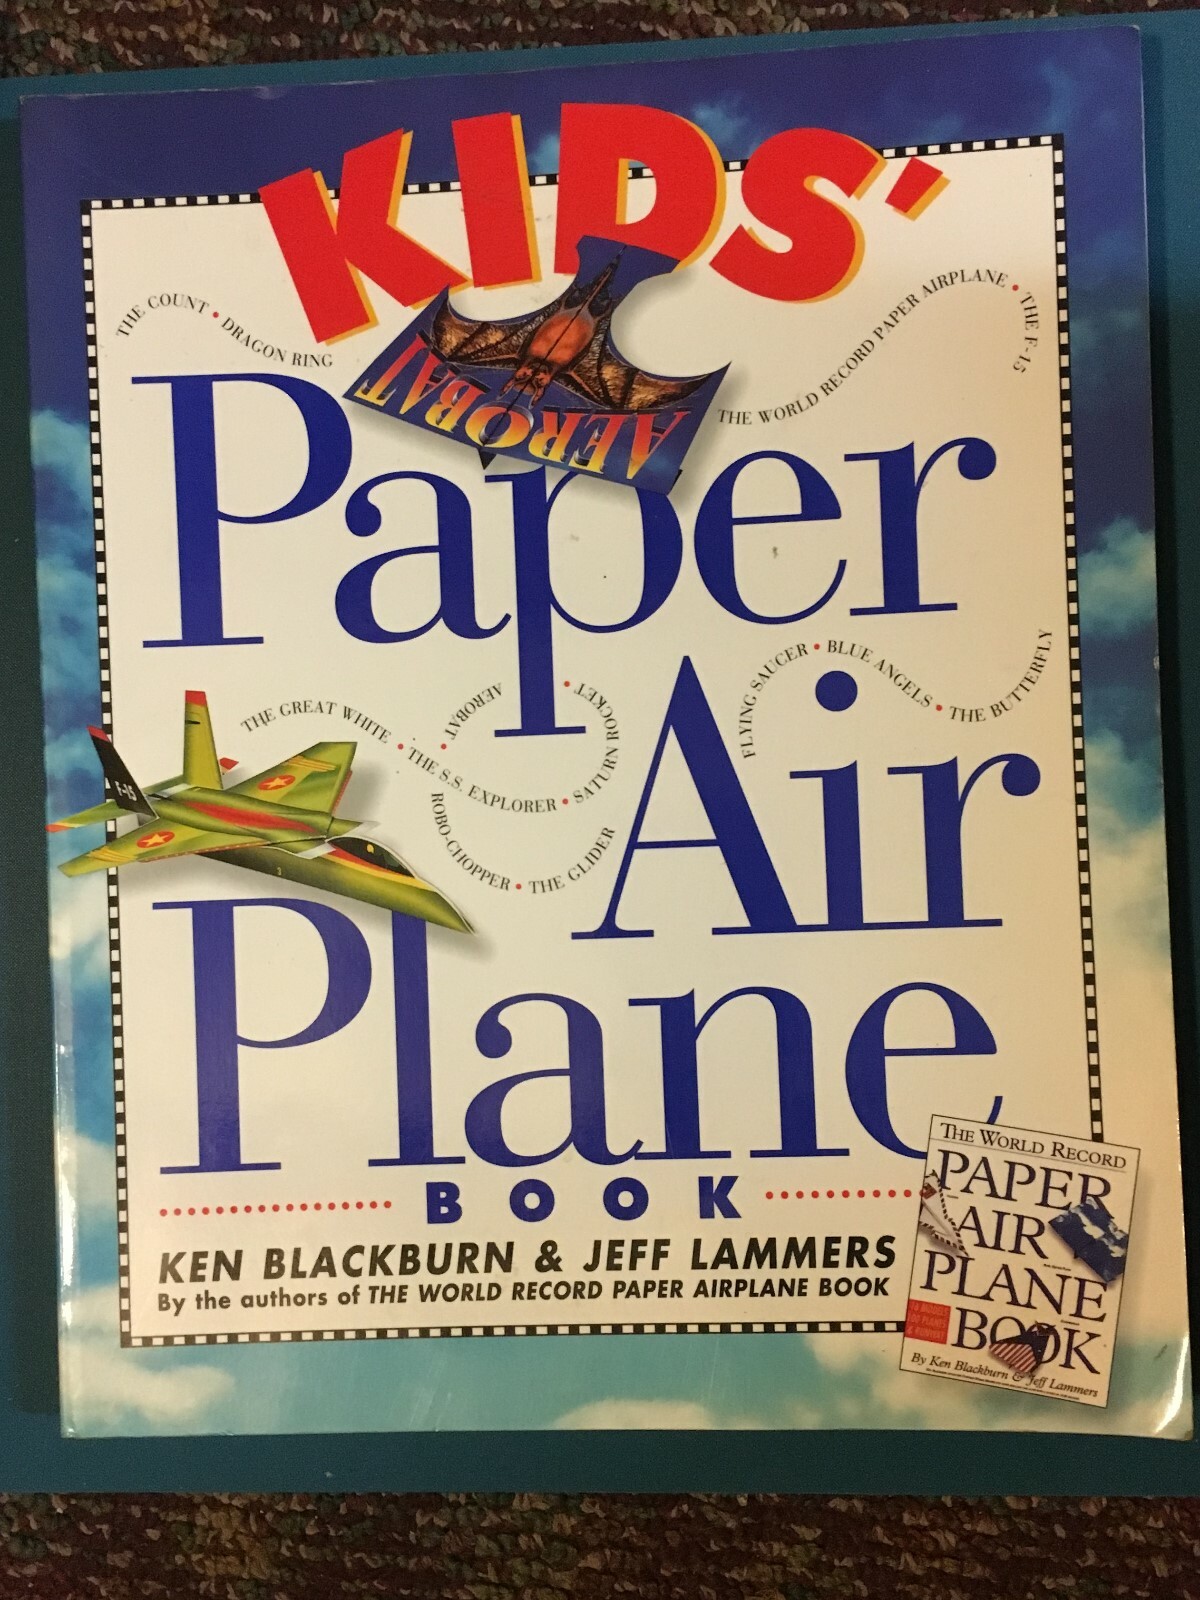 KIDS'
THE COUNT • DRAGON RING
AEROBAT
THE WORLD RECORD PAPER AIRPLANE • THE F-15
Paper
THE GREAT WHITE • THE S.S. EXPLORER • SATURN ROCKET •
AEROBAT •
ROBO-CHOPPER • THE GLIDER
FLYING SAUCER • BLUE ANGELS • THE BUTTERFLY
Air
F-15
3
Plane
BOOK
KEN BLACKBURN & JEFF LAMMERS
By the authors of THE WORLD RECORD PAPER AIRPLANE BOOK
THE WORLD RECORD
PAPER
AIR
PLANE
BOOK
By Ken Blackburn & Jeff Lammers